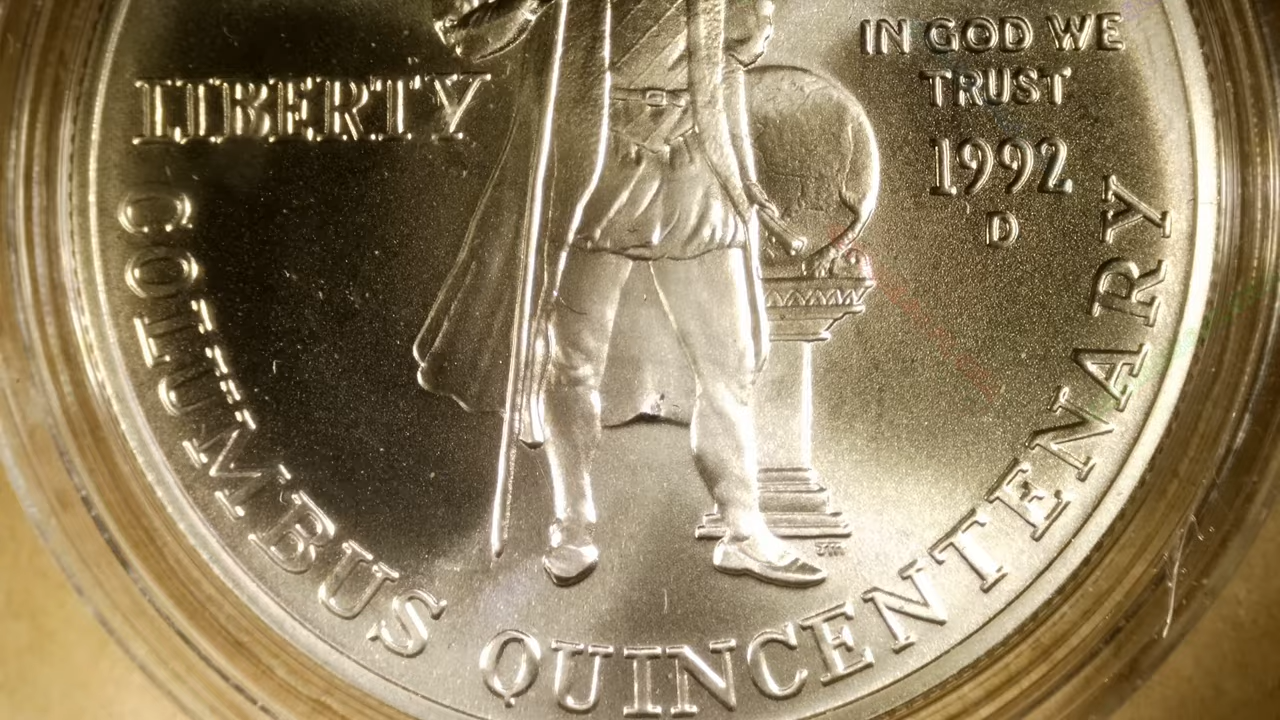 LIBERTY
IN GOD WE
TRUST
1992
D
COLUMBUS QUINCENTENARY